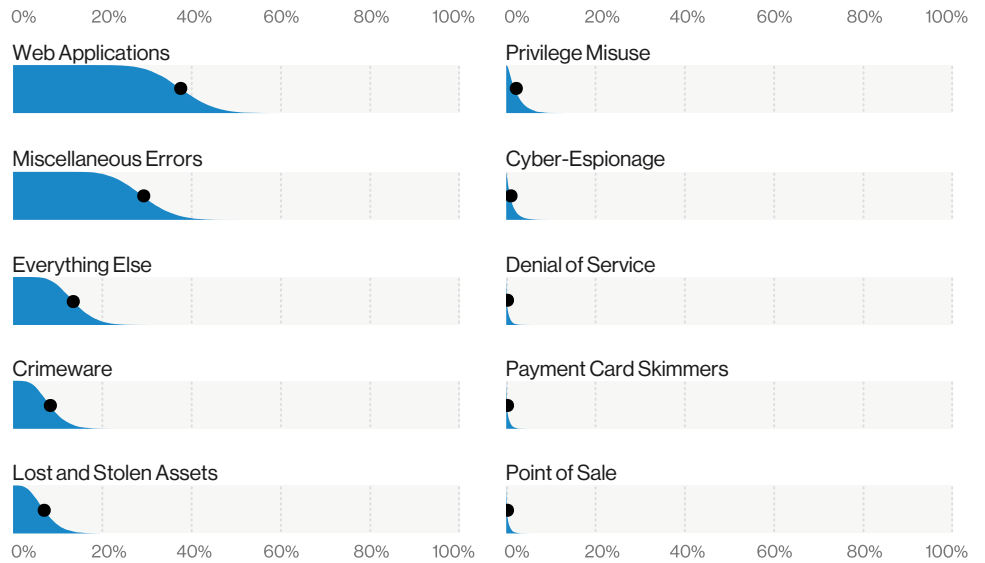 0% 20% 40% 60% 80% 100%
Web Applications
Miscellaneous Errors
Everything Else
Crimeware
Lost and Stolen Assets
0% 20% 40% 60% 80% 100%
0% 20% 40% 60% 80% 100%
Privilege Misuse
Cyber-Espionage
Denial of Service
Payment Card Skimmers
Point of Sale
0% 20% 40% 60% 80% 100%